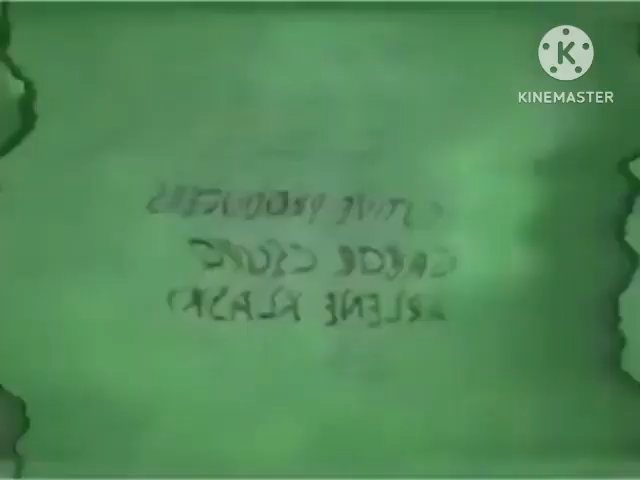 KINEMASTER
PRODUCERS
GABOR CSUPO
ARLENE KLASKY